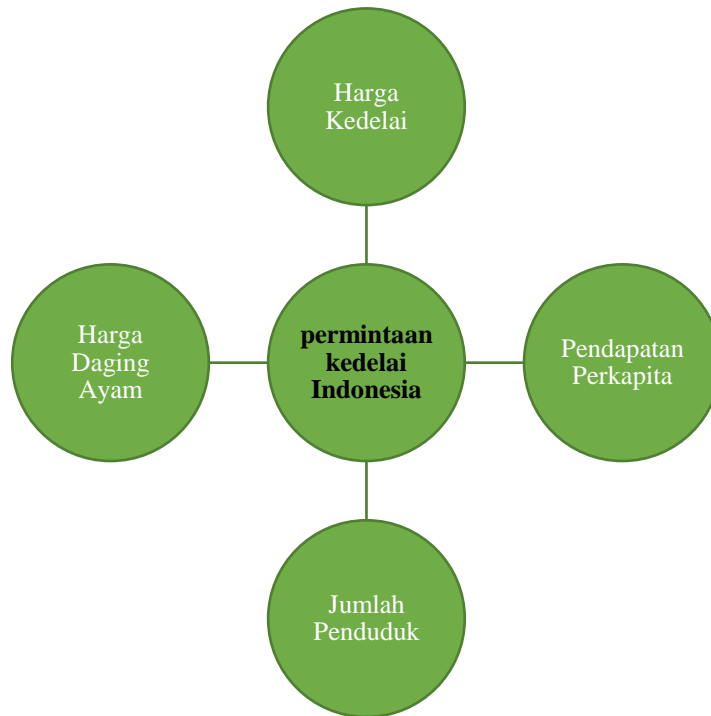 Harga
Kedelai
Harga
Daging
Ayam
permintaan
kedelai
Indonesia
Pendapatan
Perkapita
Jumlah
Penduduk